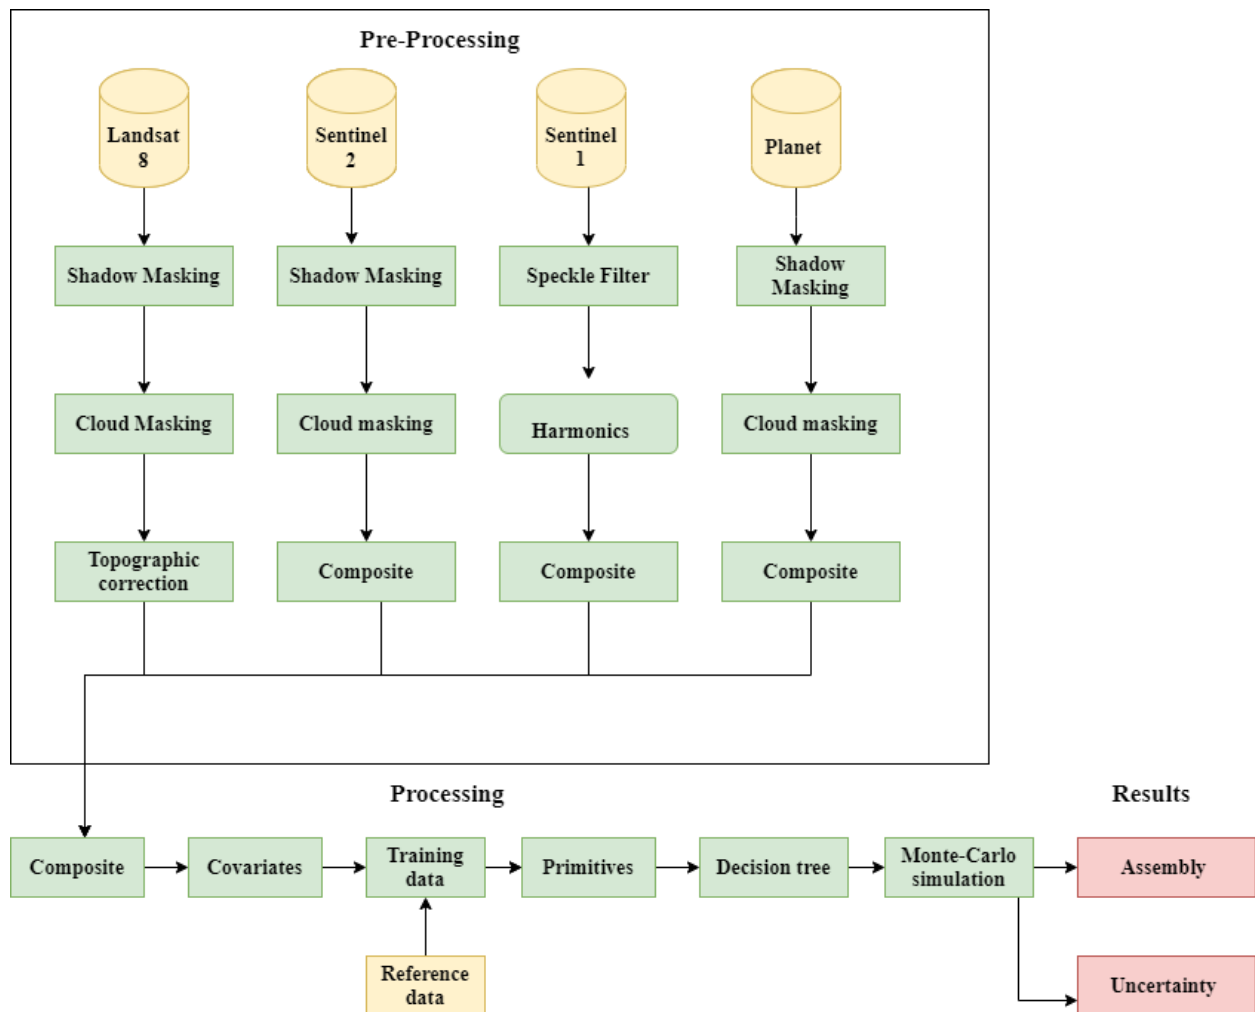 Pre-Processing
Landsat
8
Sentinel
2
Sentinel
1
Planet
Shadow Masking
Shadow Masking
Speckle Filter
Shadow
Masking
Cloud Masking
Cloud masking
Harmonics
Cloud masking
Topographic
correction
Composite
Composite
Composite
Processing
Results
Composite
Covariates
Training
data
Primitives
Decision tree
Monte-Carlo
simulation
Assembly
Reference
data
Uncertainty